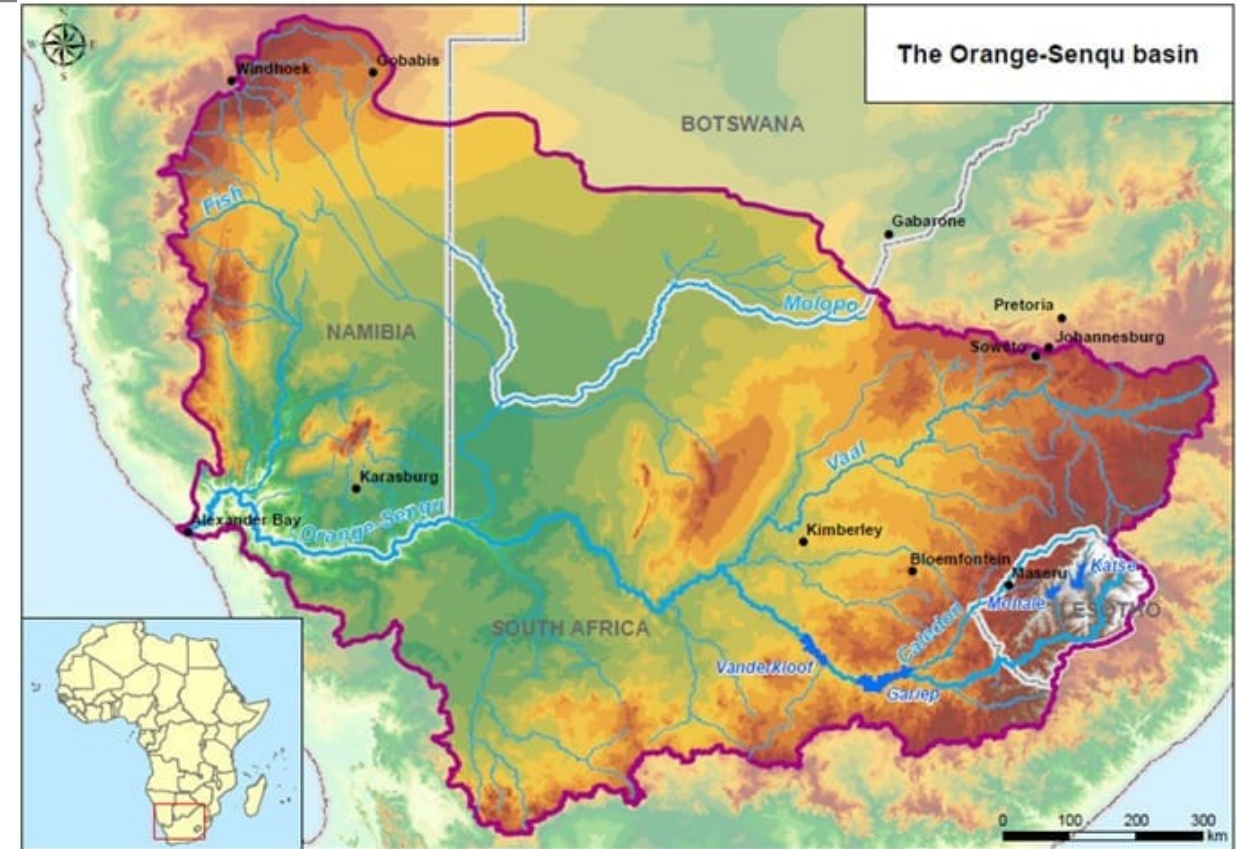 The Orange-Senqu basin
W
E
S
Windhoek
Gobabis
BOTSWANA
Fish
Gabarone
Molopo
Pretoria
NAMIBIA
Johannesburg
Soweto
Vaal
Karasburg
Orange-Senqu
Alexander Bay
Kimberley
Bloemfontein
Katse
Maseru
Mohale
LESOTHO
SOUTH AFRICA
Caledon
Vanderkloof
Gariep
0 100 200 300
km